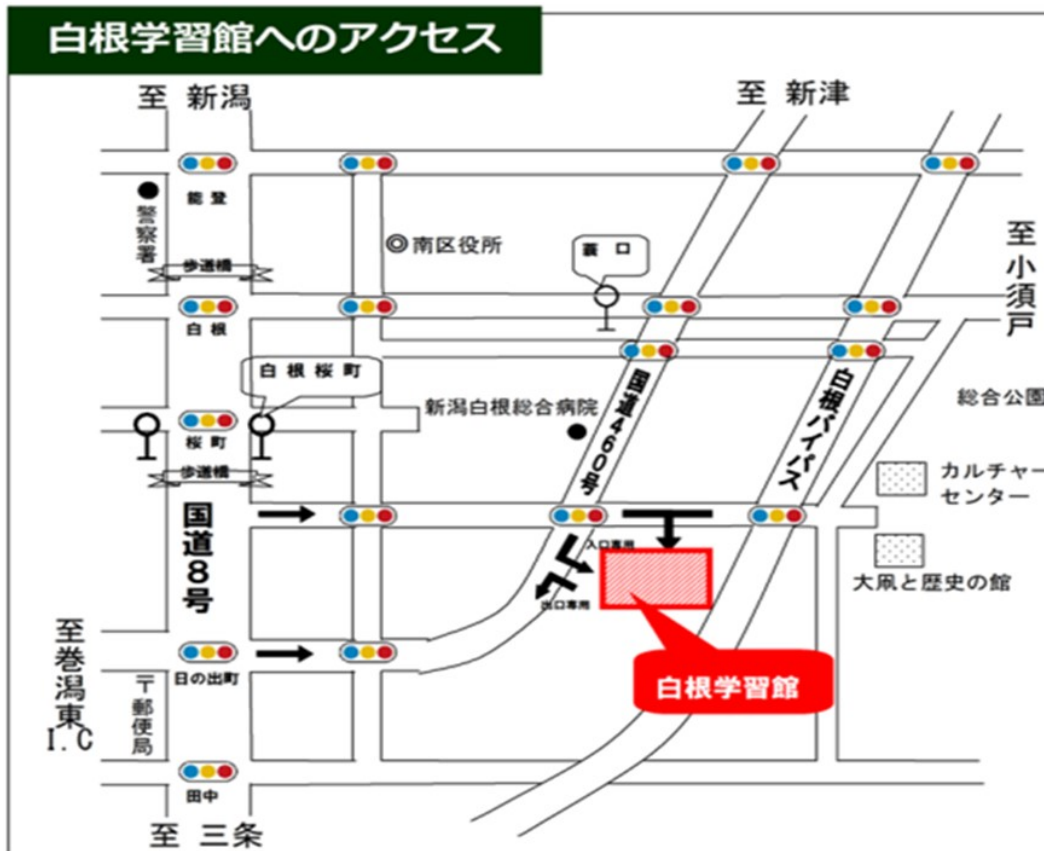 白根学習館へのアクセス
至 新潟
至 新津
能登
警察署
南区役所
蓑口
至小須戸
歩道橋
白根
白根桜町
国道460号
白根バイパス
新潟白根総合病院
総合公園
桜町
歩道橋
カルチャー
センター
国道8号
入口専用
大凧と歴史の館
出口専用
至巻潟東
I.C
日の出町
白根学習館
〒郵便局
田中
至 三条